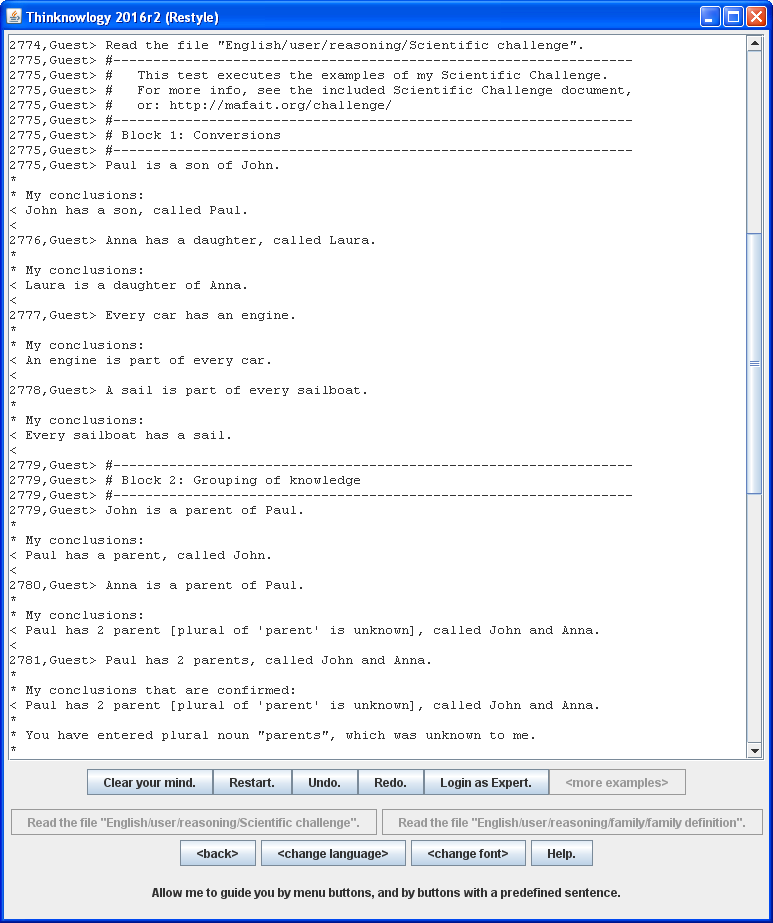 Thinknowlogy 2016r2 (Restyle)
2774,Guest> Read the file "English/user/reasoning/Scientific challenge".
2775,Guest> #-----------------------------------------------------------------
2775,Guest> #   This test executes the examples of my Scientific Challenge.
2775,Guest> #   For more info, see the included Scientific Challenge document,
2775,Guest> #   or: http://mafait.org/challenge/
2775,Guest> #-----------------------------------------------------------------
2775,Guest> # Block 1: Conversions
2775,Guest> #-----------------------------------------------------------------
2775,Guest> Paul is a son of John.
*
* My conclusions:
< John has a son, called Paul.
<
2776,Guest> Anna has a daughter, called Laura.
*
* My conclusions:
< Laura is a daughter of Anna.
<
2777,Guest> Every car has an engine.
*
* My conclusions:
< An engine is part of every car.
<
2778,Guest> A sail is part of every sailboat.
*
* My conclusions:
< Every sailboat has a sail.
<
2779,Guest> #-----------------------------------------------------------------
2779,Guest> # Block 2: Grouping of knowledge
2779,Guest> #-----------------------------------------------------------------
2779,Guest> John is a parent of Paul.
*
* My conclusions:
< Paul has a parent, called John.
<
2780,Guest> Anna is a parent of Paul.
*
* My conclusions:
< Paul has 2 parent [plural of 'parent' is unknown], called John and Anna.
<
2781,Guest> Paul has 2 parents, called John and Anna.
*
* My conclusions that are confirmed:
< Paul has 2 parent [plural of 'parent' is unknown], called John and Anna.
*
* You have entered plural noun "parents", which was unknown to me.
*
Clear your mind. Restart. Undo. Redo. Login as Expert. <more examples>
Read the file "English/user/reasoning/Scientific challenge". Read the file "English/user/reasoning/family/family definition".
<back> <change language> <change font> Help.
Allow me to guide you by menu buttons, and by buttons with a predefined sentence.